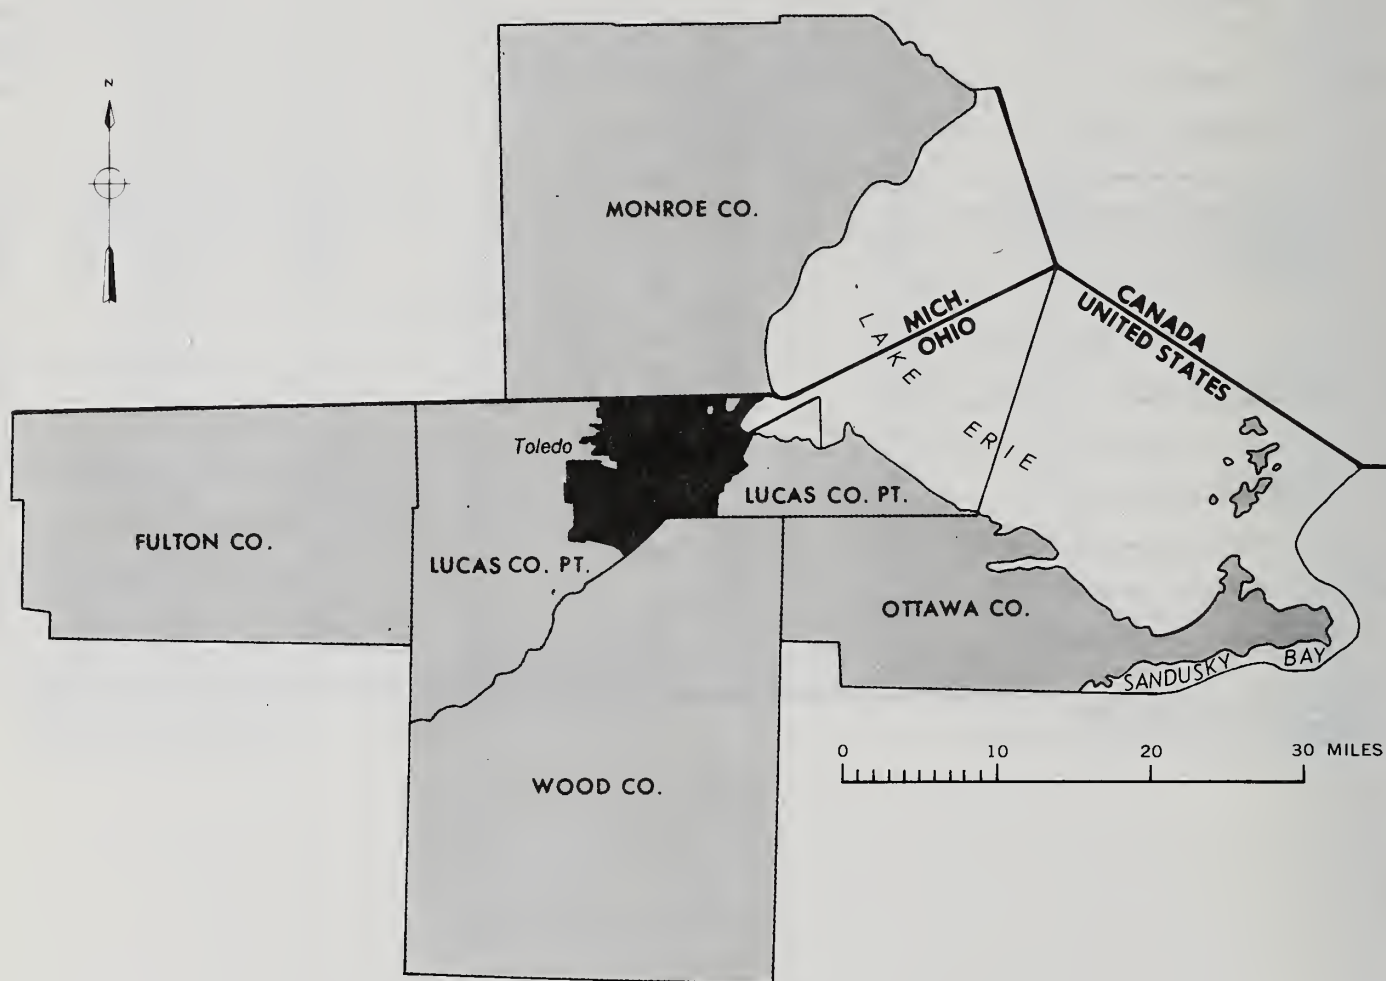 N
MONROE CO.
MICH.
OHIO
CANADA
UNITED STATES
LAKE ERIE
Toledo
LUCAS CO. PT.
FULTON CO.
LUCAS CO. PT.
OTTAWA CO.
SANDUSKY BAY
WOOD CO.
0 10 20 30 MILES